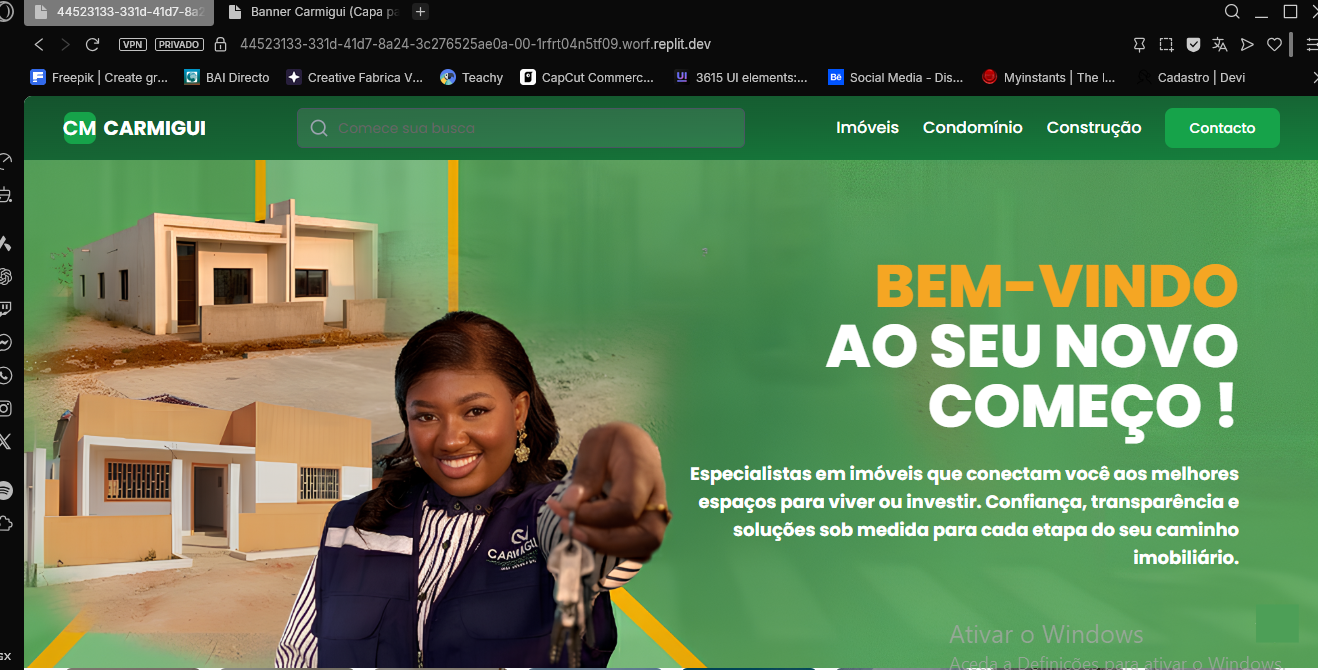 44523133-331d-41d7-8a2
Banner Carmigui (Capa pa
VPN
PRIVADO
44523133-331d-41d7-8a24-3c276525ae0a-00-1rfrt04n5tf09.worf.replit.dev
Freepik | Create gr...
BAI Directo
Creative Fabrica V...
Teachy
CapCut Commerc...
UI
3615 UI elements:...
Bē
Social Media - Dis...
Myinstants | The l...
Cadastro | Devi
CM CARMIGUI
Comece sua busca
Imóveis
Condomínio
Construção
Contacto
BEM-VINDO
AO SEU NOVO
COMEÇO !
Especialistas em imóveis que conectam você aos melhores
espaços para viver ou investir. Confiança, transparência e
soluções sob medida para cada etapa do seu caminho
imobiliário.
CARMIGUI
Ativar o Windows
Aceda a Definições para ativar o Windows.
GX